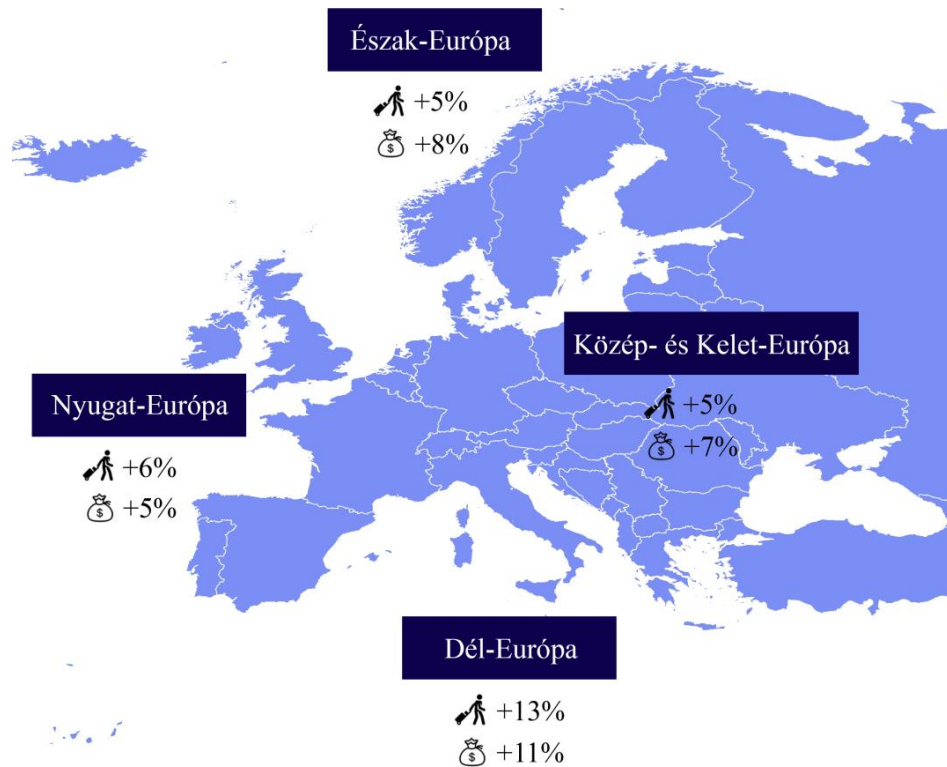 Észak-Európa
+5%
$ +8%
Közép- és Kelet-Európa
+5%
$ +7%
Nyugat-Európa
+6%
$ +5%
Dél-Európa
+13%
$ +11%